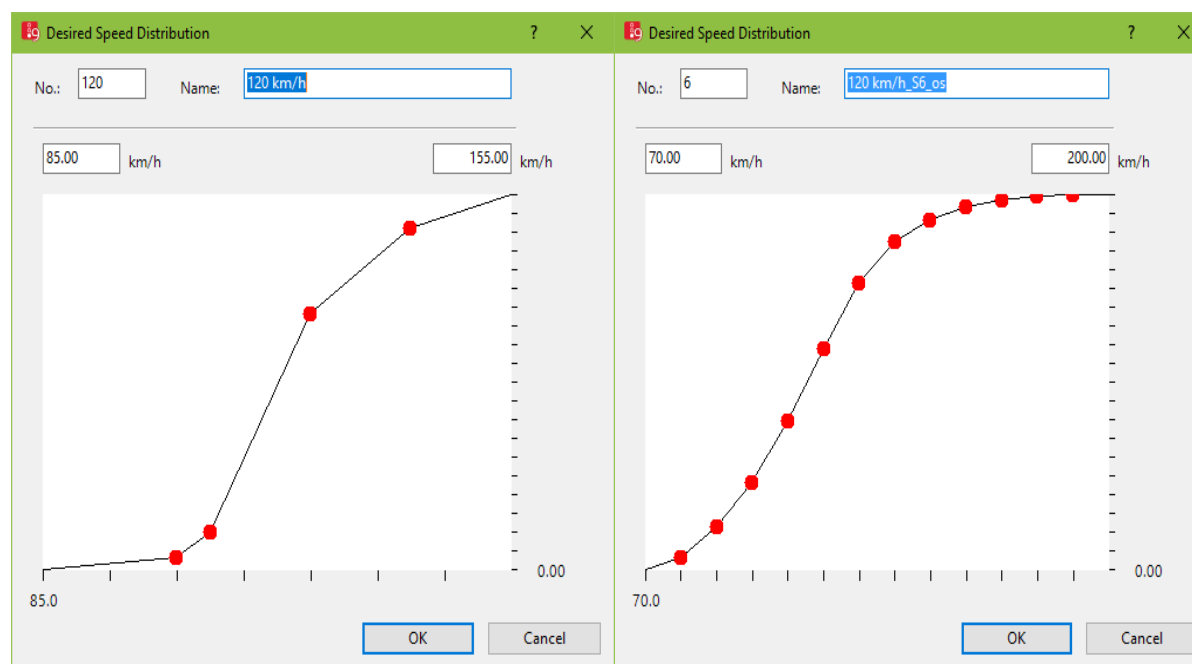 Desired Speed Distribution ? ×
No.: 120 Name: 120 km/h
85.00 km/h 155.00 km/h
0.00
85.0
OK Cancel
Desired Speed Distribution ? ×
No.: 6 Name: 120 km/h_S6_os
70.00 km/h 200.00 km/h
0.00
70.0
OK Cancel